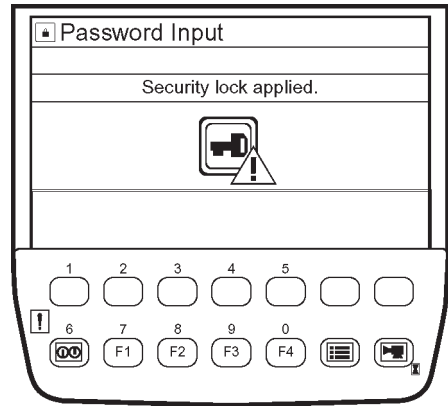 Password Input
Security lock applied.
!
1 2 3 4 5
!
6 7 8 9 0
F1 F2 F3 F4